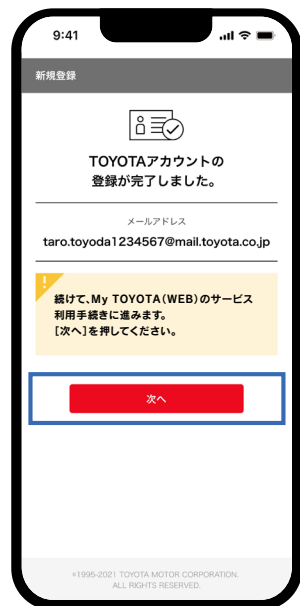 9:41
新規登録
TOYOTAアカウントの
登録が完了しました。
メールアドレス
taro.toyoda1234567@mail.toyota.co.jp
!
続けて、My TOYOTA(WEB)のサービス
利用手続きに進みます。
[次へ]を押してください。
次へ
©1995-2021 TOYOTA MOTOR CORPORATION.
ALL RIGHTS RESERVED.